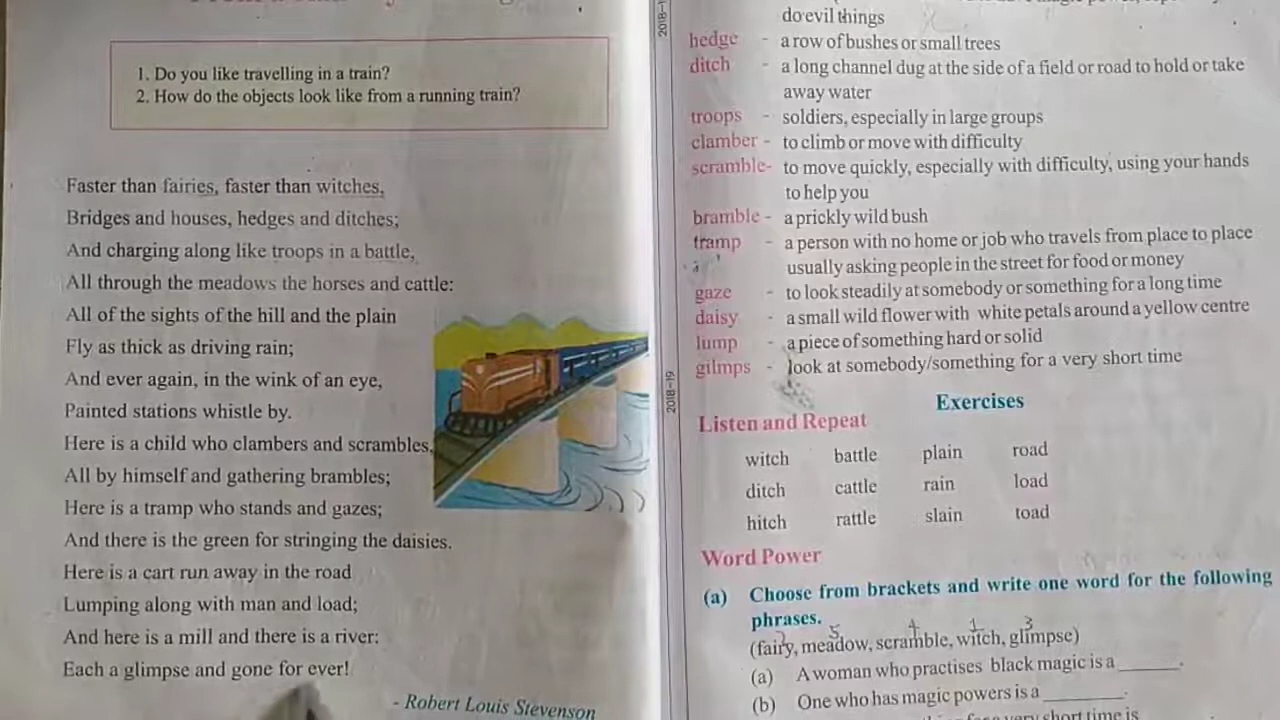 1. Do you like travelling in a train?
2. How do the objects look like from a running train?
Faster than fairies, faster than witches,
Bridges and houses, hedges and ditches;
And charging along like troops in a battle,
All through the meadows the horses and cattle:
All of the sights of the hill and the plain
Fly as thick as driving rain;
And ever again, in the wink of an eye,
Painted stations whistle by.
Here is a child who clambers and scrambles,
All by himself and gathering brambles;
Here is a tramp who stands and gazes;
And there is the green for stringing the daisies.
Here is a cart run away in the road
Lumping along with man and load;
And here is a mill and there is a river:
Each a glimpse and gone for ever!
- Robert Louis Stevenson
2018-1
2018-19
do evil things
hedge - a row of bushes or small trees
ditch - a long channel dug at the side of a field or road to hold or take
away water
troops - soldiers, especially in large groups
clamber - to climb or move with difficulty
scramble- to move quickly, especially with difficulty, using your hands
to help you
bramble - a prickly wild bush
tramp - a person with no home or job who travels from place to place
usually asking people in the street for food or money
gaze - to look steadily at somebody or something for a long time
daisy - a small wild flower with white petals around a yellow centre
lump - a piece of something hard or solid
gilmps - look at somebody/something for a very short time
Exercises
Listen and Repeat
witch battle plain road
ditch cattle rain load
hitch rattle slain toad
Word Power
(a) Choose from brackets and write one word for the following
phrases.
5 4 1 3
(fairy, meadow, scramble, witch, glimpse)
(a) A woman who practises black magic is a ______.
(b) One who has magic powers is a ________.
very short time is